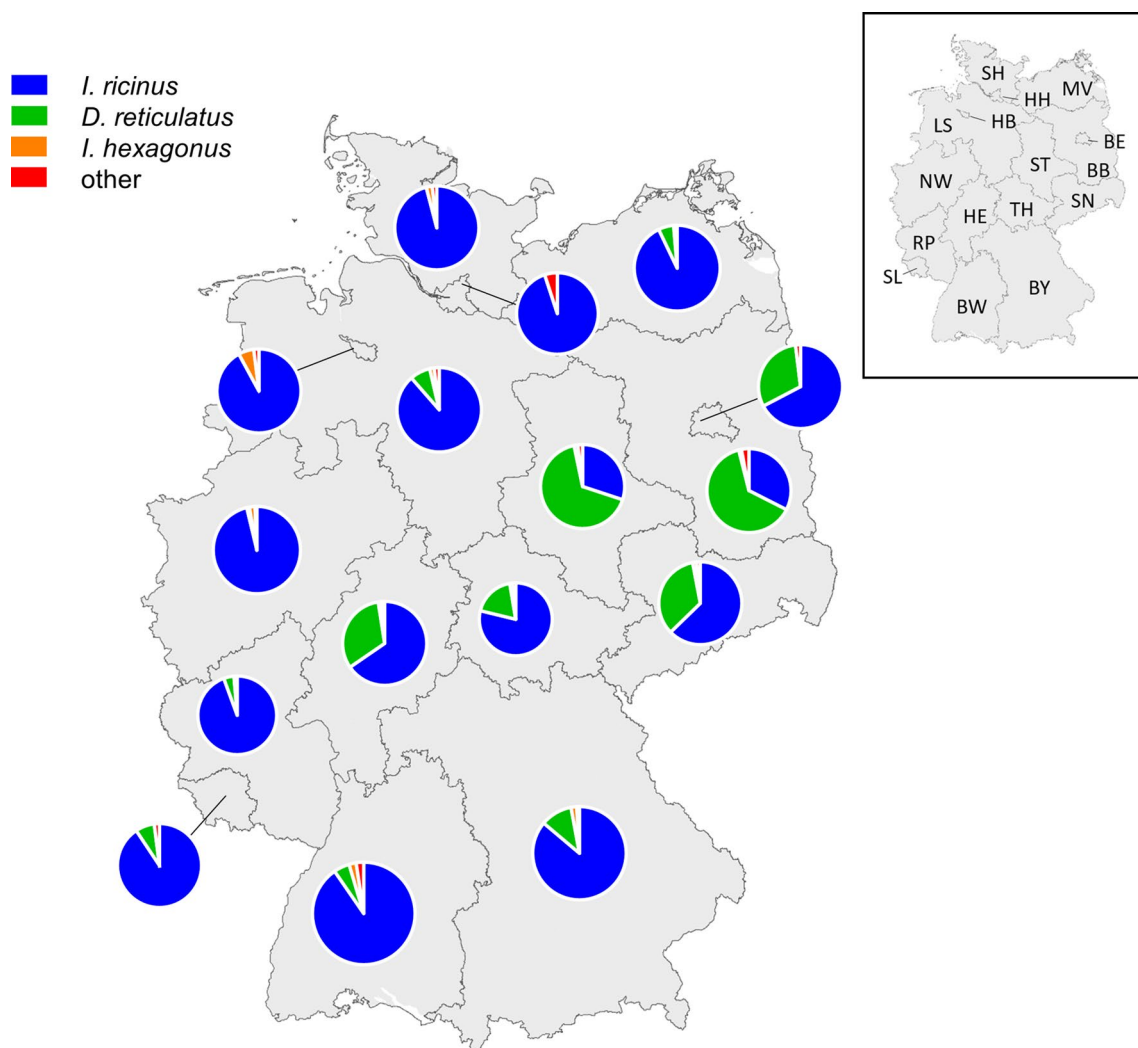 I. ricinus
D. reticulatus
I. hexagonus
other
SH
MV
HH
HB
LS
BE
ST
BB
NW
SN
TH
HE
RP
SL
BY
BW